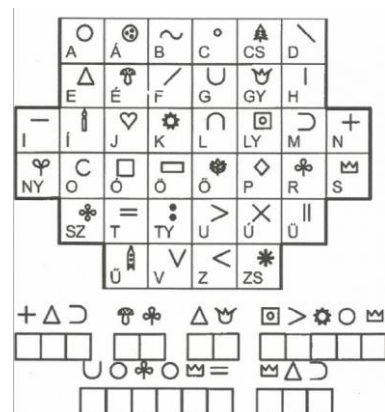 A Á B C CS D
E É F G GY H
I Í J K L LY M N
NY O Ó Ö Ő P R S
SZ T TY U Ú Ü
Ű V Z ZS